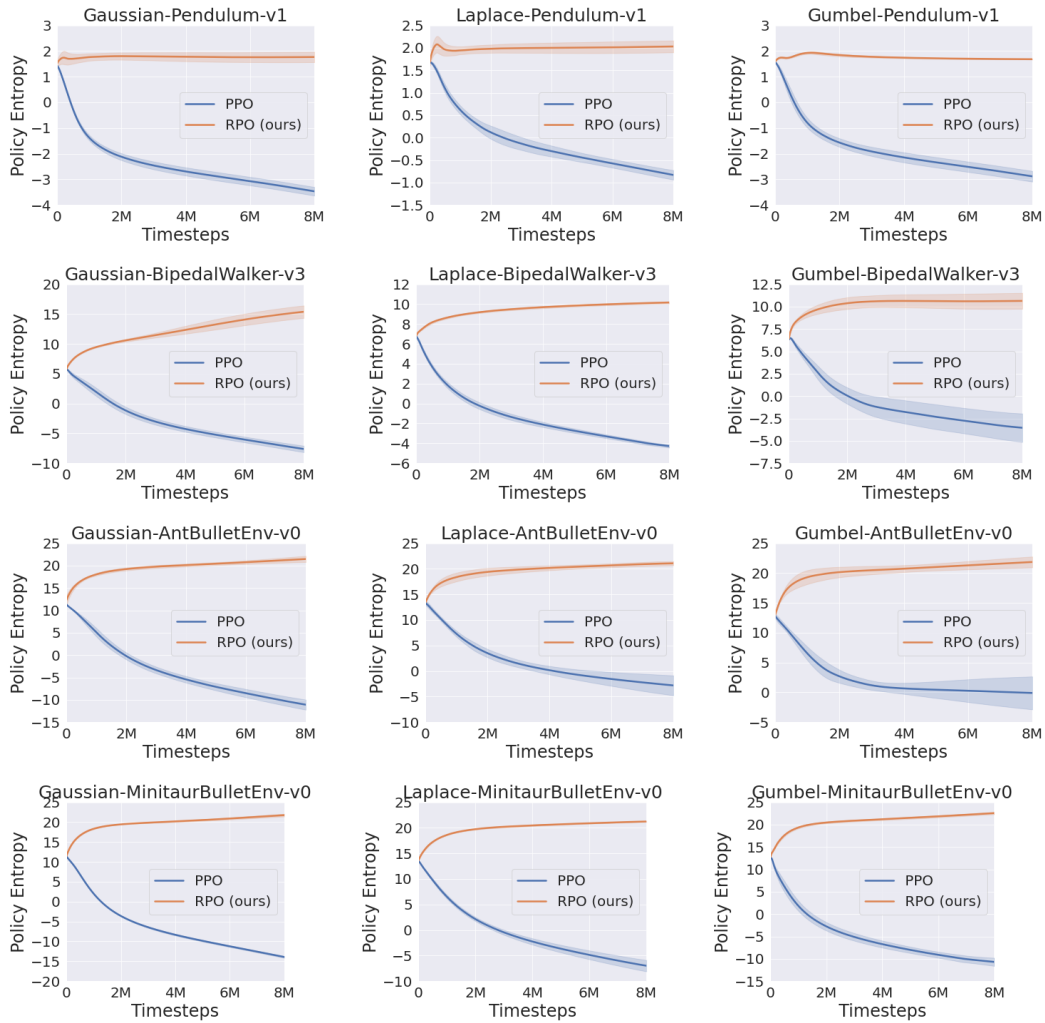 Gaussian-Pendulum-v1
Policy Entropy
3
2
1
0
−1
−2
−3
−4
PPO
RPO (ours)
0 2M 4M 6M 8M
Timesteps
Laplace-Pendulum-v1
Policy Entropy
2.5
2.0
1.5
1.0
0.5
0.0
−0.5
−1.0
−1.5
PPO
RPO (ours)
0 2M 4M 6M 8M
Timesteps
Gumbel-Pendulum-v1
Policy Entropy
3
2
1
0
−1
−2
−3
−4
PPO
RPO (ours)
0 2M 4M 6M 8M
Timesteps
Gaussian-BipedalWalker-v3
Policy Entropy
20
15
10
5
0
−5
−10
PPO
RPO (ours)
0 2M 4M 6M 8M
Timesteps
Laplace-BipedalWalker-v3
Policy Entropy
12
10
8
6
4
2
0
−2
−4
−6
PPO
RPO (ours)
0 2M 4M 6M 8M
Timesteps
Gumbel-BipedalWalker-v3
Policy Entropy
12.5
10.0
7.5
5.0
2.5
0.0
−2.5
−5.0
−7.5
PPO
RPO (ours)
0 2M 4M 6M 8M
Timesteps
Gaussian-AntBulletEnv-v0
Policy Entropy
25
20
15
10
5
0
−5
−10
−15
PPO
RPO (ours)
0 2M 4M 6M 8M
Timesteps
Laplace-AntBulletEnv-v0
Policy Entropy
25
20
15
10
5
0
−5
−10
PPO
RPO (ours)
0 2M 4M 6M 8M
Timesteps
Gumbel-AntBulletEnv-v0
Policy Entropy
25
20
15
10
5
0
−5
PPO
RPO (ours)
0 2M 4M 6M 8M
Timesteps
Gaussian-MinitaurBulletEnv-v0
Policy Entropy
25
20
15
10
5
0
−5
−10
−15
−20
PPO
RPO (ours)
0 2M 4M 6M 8M
Timesteps
Laplace-MinitaurBulletEnv-v0
Policy Entropy
25
20
15
10
5
0
−5
−10
PPO
RPO (ours)
0 2M 4M 6M 8M
Timesteps
Gumbel-MinitaurBulletEnv-v0
Policy Entropy
25
20
15
10
5
0
−5
−10
−15
PPO
RPO (ours)
0 2M 4M 6M 8M
Timesteps